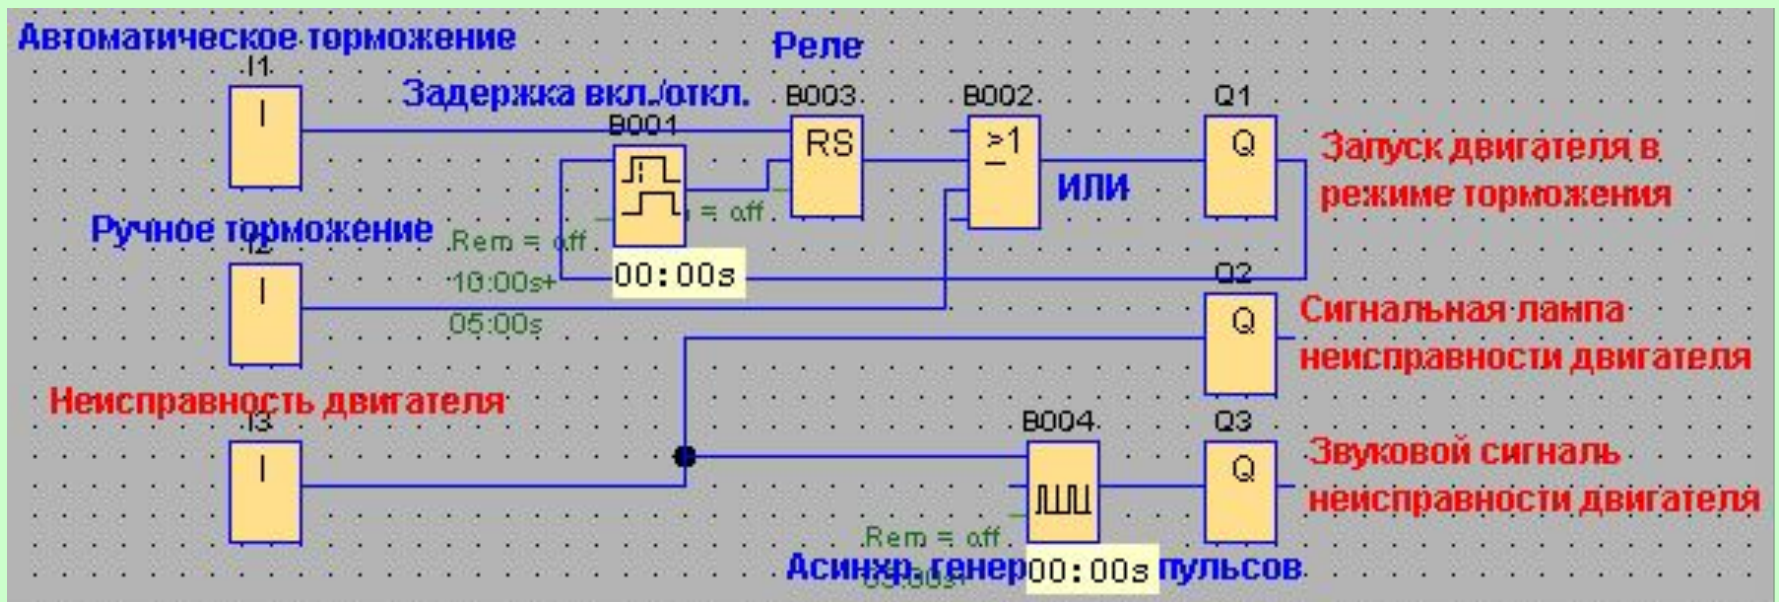 Автоматическое торможение
I1
I
Задержка вкл./откл.
B001
Реле
B003
RS
B002
≥1
ИЛИ
Q1
Q
Запуск двигателя в
режиме торможения
Ручное торможение
I2
I
Rem = off
10:00s+
05:00s
= off
00:00s
Q2
Q
Сигнальная лампа
неисправности двигателя
Неисправность двигателя
I3
I
B004
Rem = off
00:00s
Асинхр. генер пульсов
Q3
Q
Звуковой сигналь
неисправности двигателя